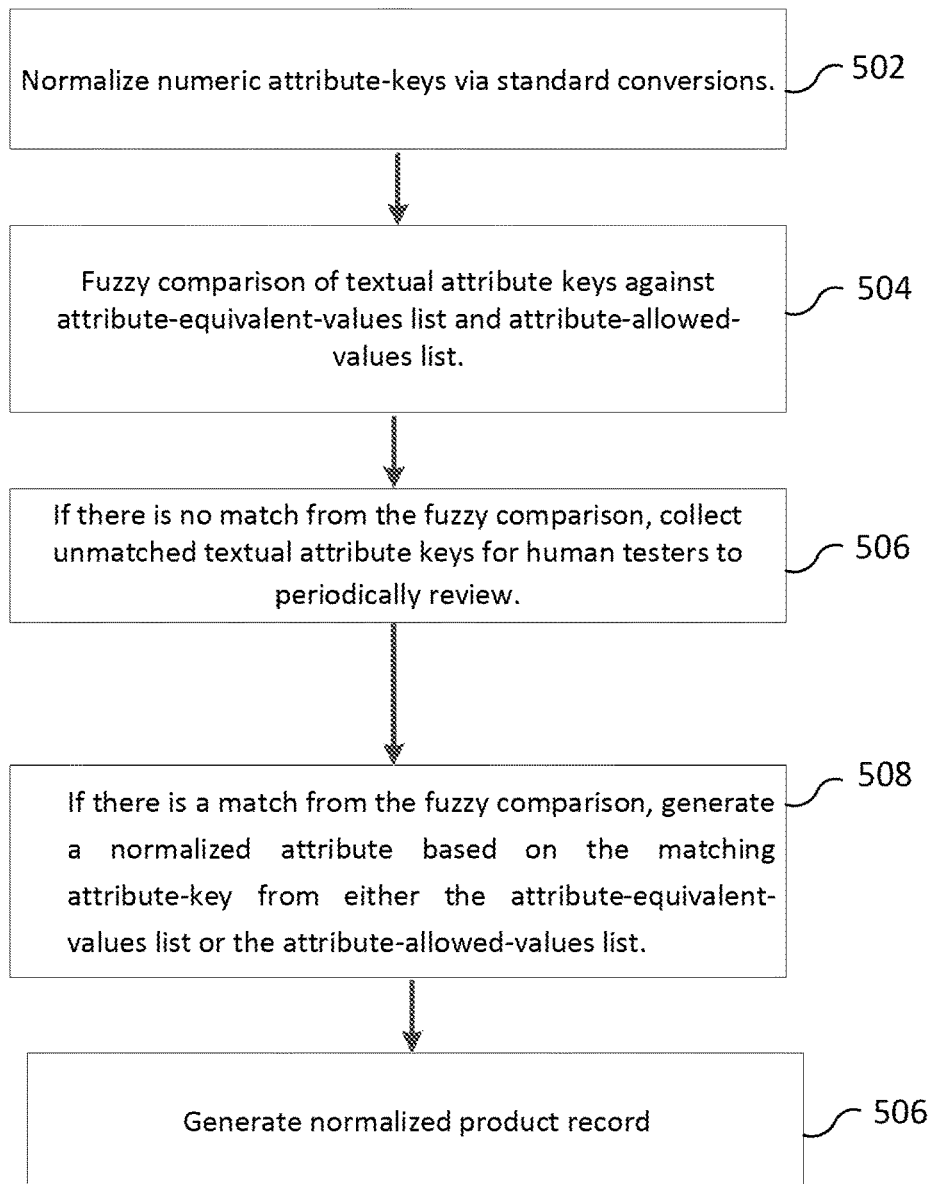 Normalize numeric attribute-keys via standard conversions.
502
Fuzzy comparison of textual attribute keys against
attribute-equivalent-values list and attribute-allowed-
values list.
504
If there is no match from the fuzzy comparison, collect
unmatched textual attribute keys for human testers to
periodically review.
506
If there is a match from the fuzzy comparison, generate
a normalized attribute based on the matching
attribute-key from either the attribute-equivalent-
values list or the attribute-allowed-values list.
508
Generate normalized product record
506